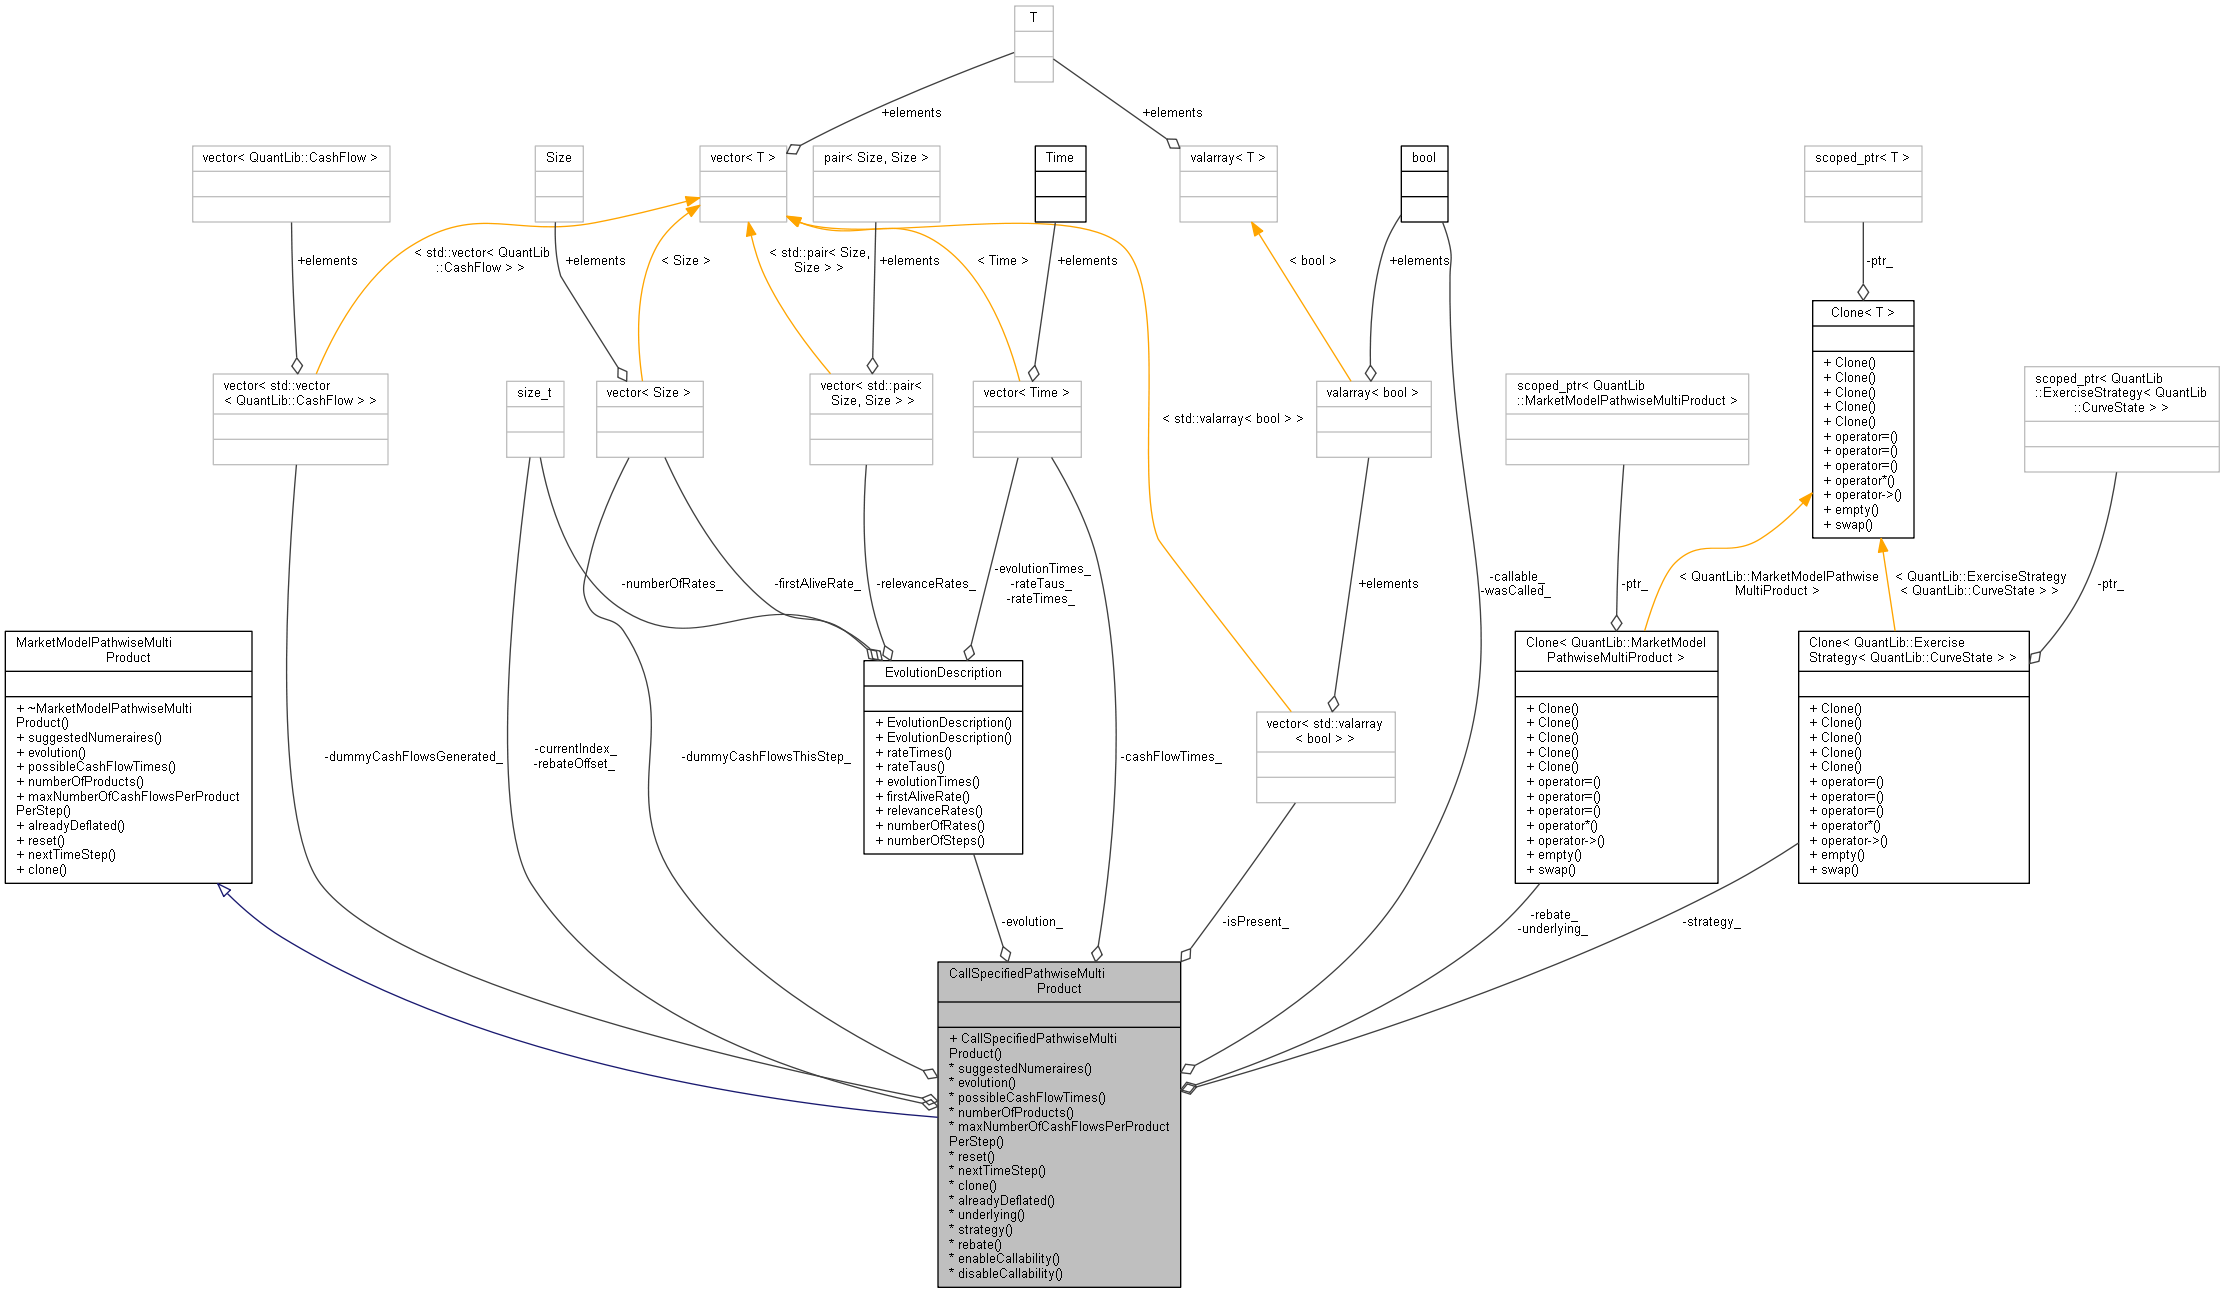 T
+elements
+elements
vector< QuantLib::CashFlow >
Size
vector< T >
pair< Size, Size >
Time
valarray< T >
bool
scoped_ptr< T >
+elements
< std::vector< QuantLib
::CashFlow > >
+elements
< Size >
< std::pair< Size,
Size > >
+elements
< Time >
+elements
< bool >
+elements
-ptr_
Clone< T >
+ Clone()
+ Clone()
+ Clone()
+ Clone()
+ Clone()
+ operator=()
+ operator=()
+ operator=()
+ operator*()
+ operator->()
+ empty()
+ swap()
vector< std::vector
< QuantLib::CashFlow > >
size_t
vector< Size >
vector< std::pair<
Size, Size > >
vector< Time >
< std::valarray< bool > >
valarray< bool >
scoped_ptr< QuantLib
::MarketModelPathwiseMultiProduct >
scoped_ptr< QuantLib
::ExerciseStrategy< QuantLib
::CurveState > >
-numberOfRates_
-firstAliveRate_
-relevanceRates_
-evolutionTimes_
-rateTaus_
-rateTimes_
+elements
-callable_
-wasCalled_
-ptr_
< QuantLib::MarketModelPathwise
MultiProduct >
< QuantLib::ExerciseStrategy
< QuantLib::CurveState > >
-ptr_
MarketModelPathwiseMulti
Product
+ ~MarketModelPathwiseMulti
Product()
+ suggestedNumeraires()
+ evolution()
+ possibleCashFlowTimes()
+ numberOfProducts()
+ maxNumberOfCashFlowsPerProduct
PerStep()
+ alreadyDeflated()
+ reset()
+ nextTimeStep()
+ clone()
-dummyCashFlowsGenerated_
-currentIndex_
-rebateOffset_
-dummyCashFlowsThisStep_
EvolutionDescription
+ EvolutionDescription()
+ EvolutionDescription()
+ rateTimes()
+ rateTaus()
+ evolutionTimes()
+ firstAliveRate()
+ relevanceRates()
+ numberOfRates()
+ numberOfSteps()
-cashFlowTimes_
vector< std::valarray
< bool > >
Clone< QuantLib::MarketModel
PathwiseMultiProduct >
+ Clone()
+ Clone()
+ Clone()
+ Clone()
+ Clone()
+ operator=()
+ operator=()
+ operator=()
+ operator*()
+ operator->()
+ empty()
+ swap()
Clone< QuantLib::Exercise
Strategy< QuantLib::CurveState > >
+ Clone()
+ Clone()
+ Clone()
+ Clone()
+ Clone()
+ operator=()
+ operator=()
+ operator=()
+ operator*()
+ operator->()
+ empty()
+ swap()
-evolution_
-isPresent_
-rebate_
-underlying_
-strategy_
CallSpecifiedPathwiseMulti
Product
+ CallSpecifiedPathwiseMulti
Product()
* suggestedNumeraires()
* evolution()
* possibleCashFlowTimes()
* numberOfProducts()
* maxNumberOfCashFlowsPerProduct
PerStep()
* reset()
* nextTimeStep()
* clone()
* alreadyDeflated()
* underlying()
* strategy()
* rebate()
* enableCallability()
* disableCallability()